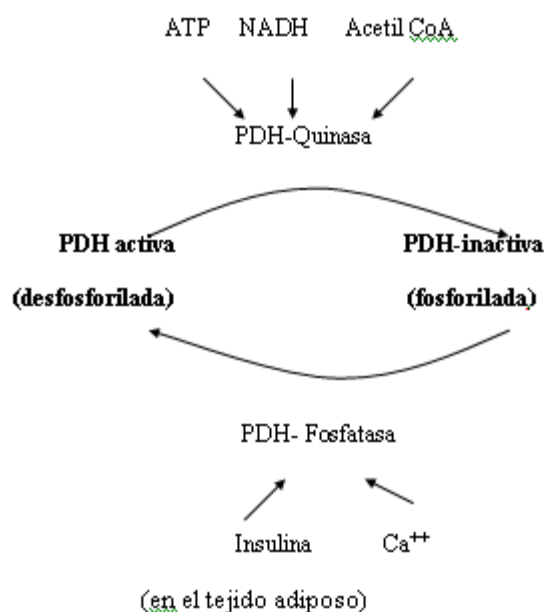 ATP NADH Acetil CoA
PDH-Quinasa
PDH activa PDH-inactiva
(desfosforilada) (fosforilada)
PDH- Fosfatasa
Insulina Ca++
(en el tejido adiposo)